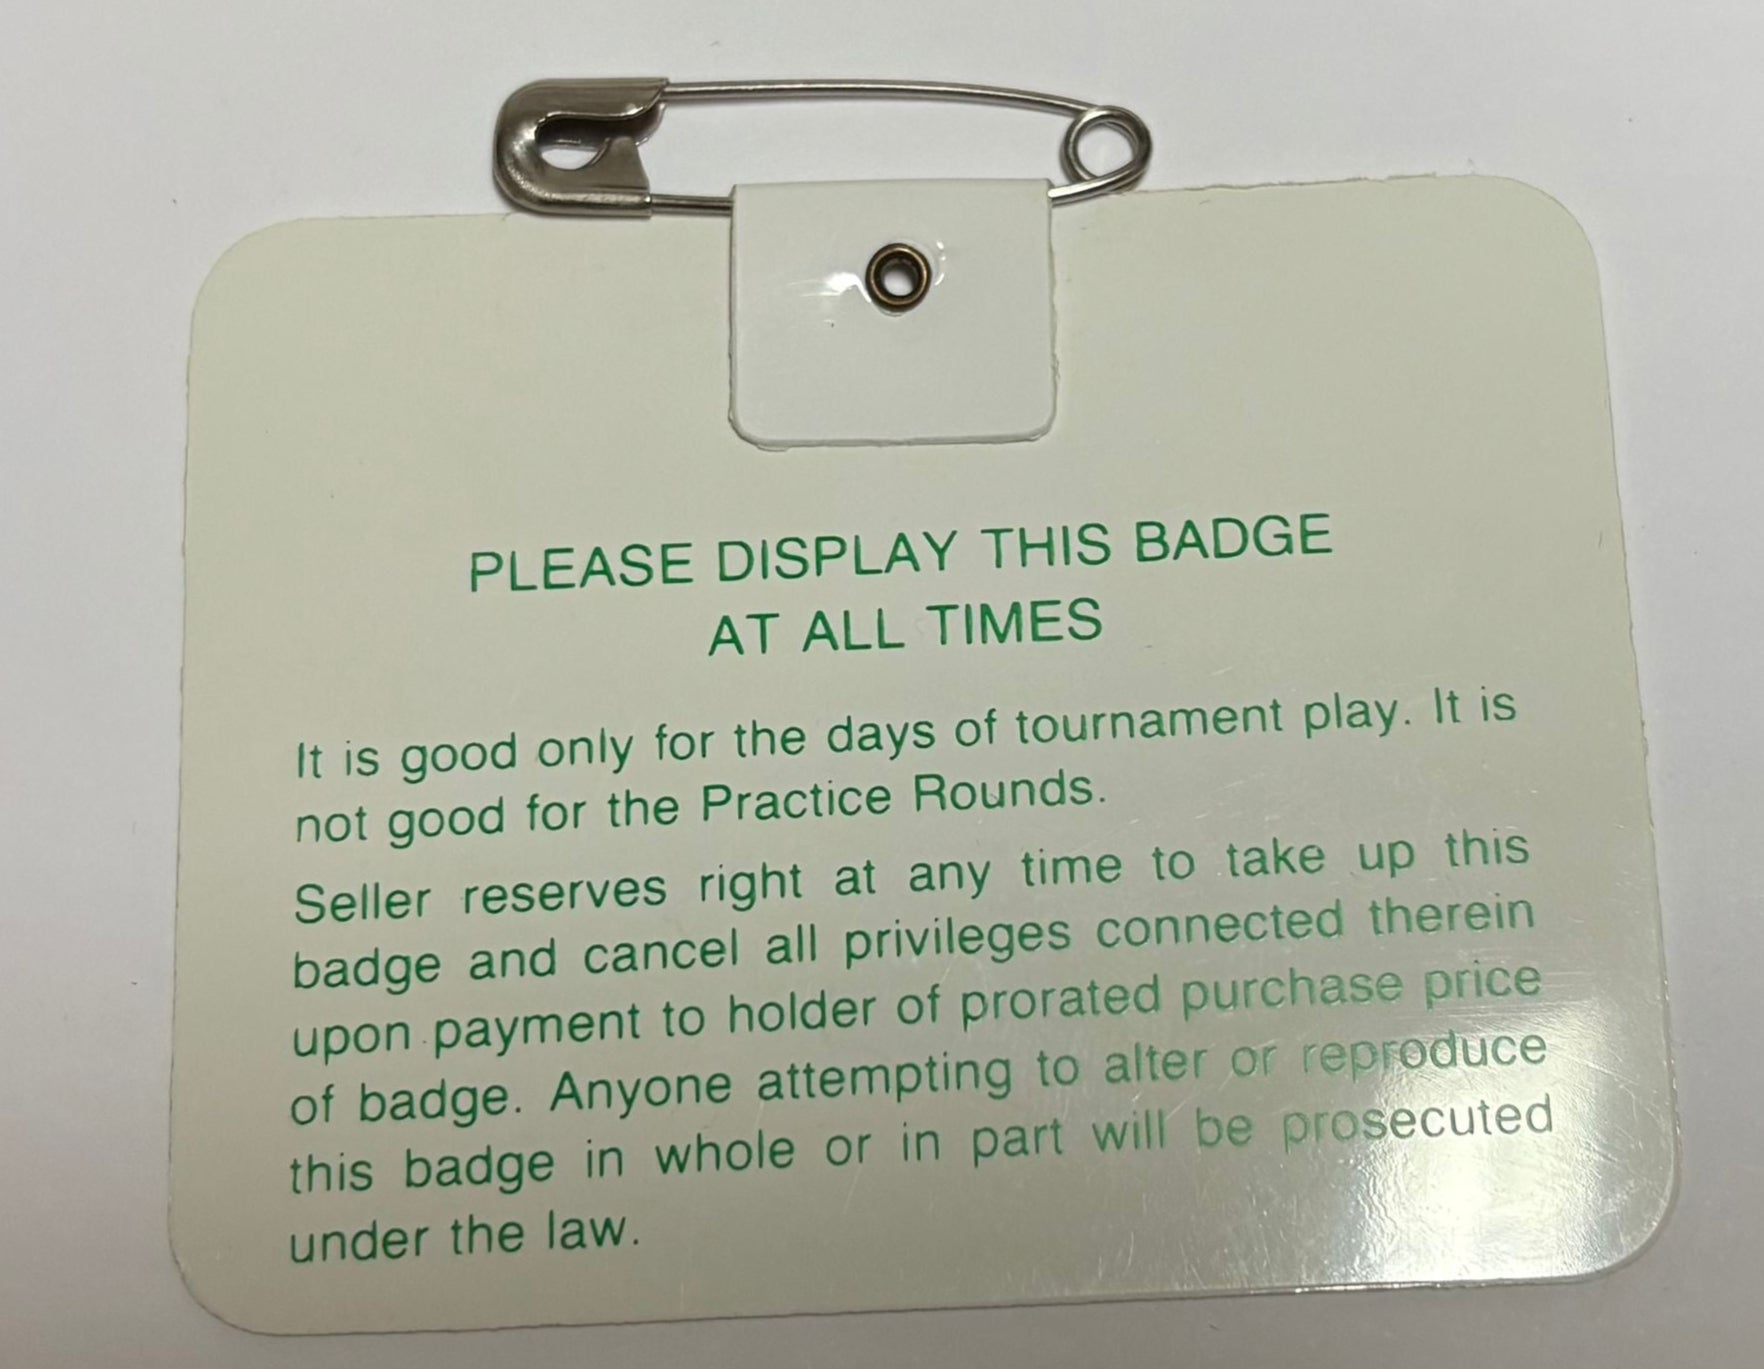 PLEASE DISPLAY THIS BADGE
AT ALL TIMES
It is good only for the days of tournament play. It is
not good for the Practice Rounds.
Seller reserves right at any time to take up this
badge and cancel all privileges connected therein
upon payment to holder of prorated purchase price
of badge. Anyone attempting to alter or reproduce
this badge in whole or in part will be prosecuted
under the law.